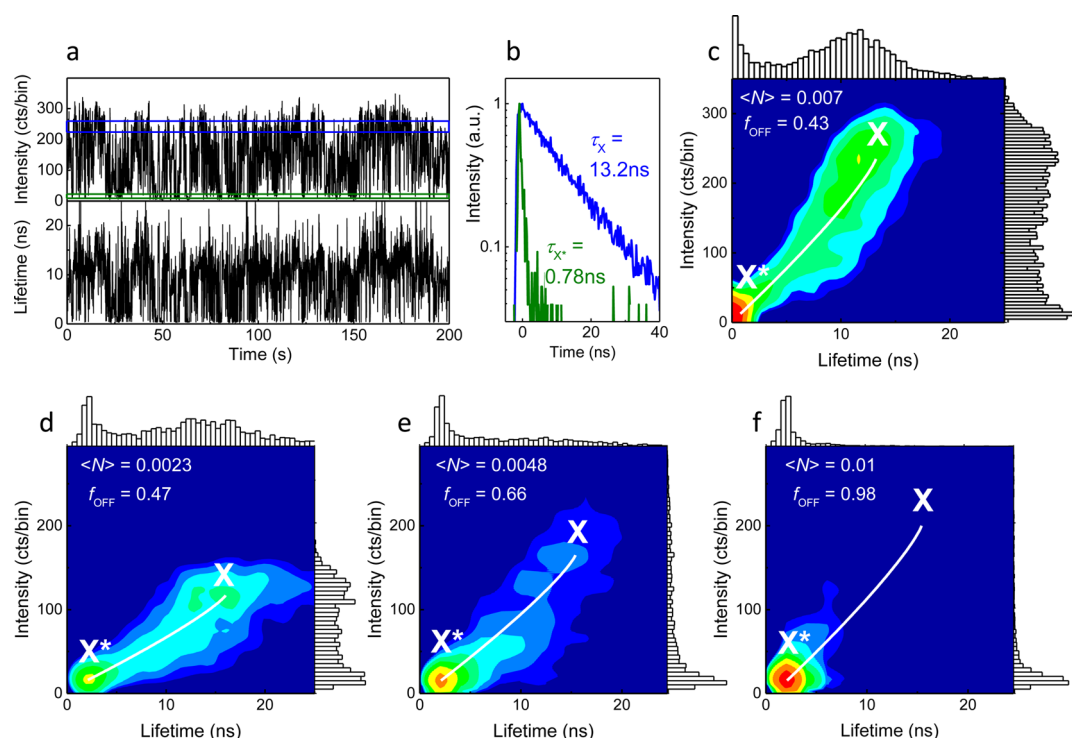 a
Intensity (cts/bin)
300
200
100
0
Lifetime (ns)
20
10
0
0 50 100 150 200
Time (s)
b
Intensity (a.u.)
1
0.1
τX =
13.2ns
τX* =
0.78ns
0 20 40
Time (ns)
c
<N> = 0.007
fOFF = 0.43
X
X*
Intensity (cts/bin)
300
200
100
0
0 10 20
Lifetime (ns)
d
<N> = 0.0023
fOFF = 0.47
X
X*
Intensity (cts/bin)
200
100
0
0 10 20
Lifetime (ns)
e
<N> = 0.0048
fOFF = 0.66
X
X*
Intensity (cts/bin)
200
100
0
0 10 20
Lifetime (ns)
f
<N> = 0.01
fOFF = 0.98
X
X*
Intensity (cts/bin)
200
100
0
0 10 20
Lifetime (ns)